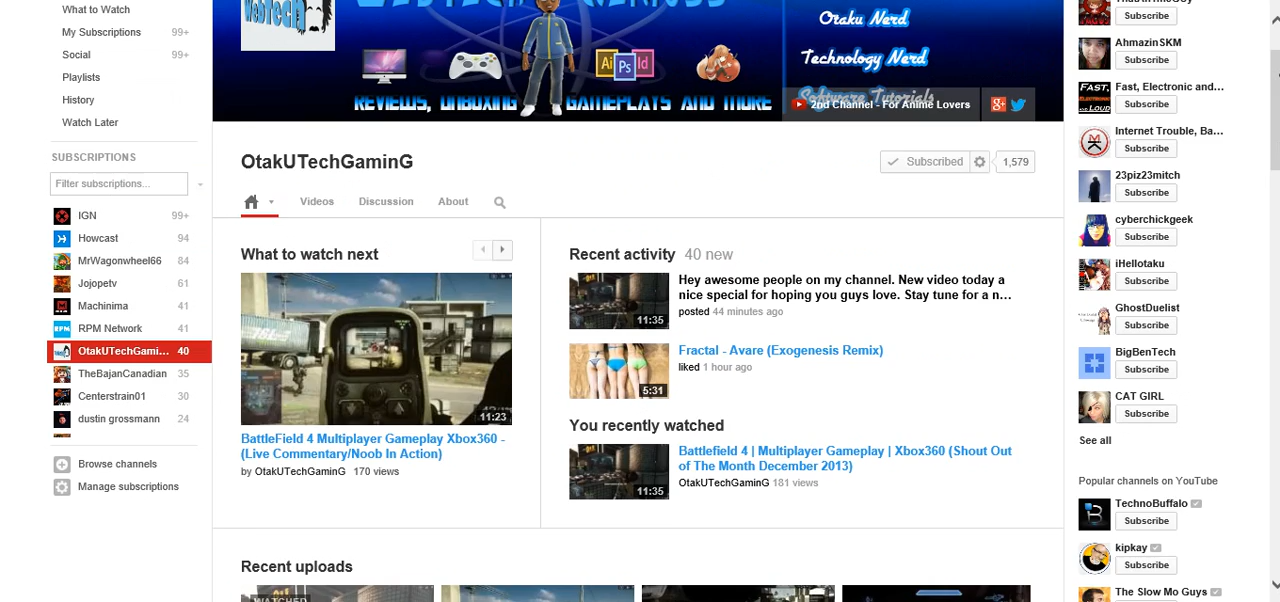 What to Watch
My Subscriptions 99+
Social 99+
Playlists
History
Watch Later
SUBSCRIPTIONS
Filter subscriptions...
IGN 99+
Howcast 94
MrWagonwheel66 84
Jojopetv 61
Machinima 41
RPM Network 41
OtakUTechGami... 40
TheBajanCanadian 35
Centerstrain01 30
dustin grossmann 24
Browse channels
Manage subscriptions
WebTech
Otaku Nerd
Technology Nerd
Software Tutorials
Ai Ps Id
REVIEWS, UNBOXING GAMEPLAYS AND MORE
2nd Channel - For Anime Lovers
OtakUTechGaminG
Subscribed 1,579
Videos Discussion About
What to watch next
11:23
BattleField 4 Multiplayer Gameplay Xbox360 -
(Live Commentary/Noob In Action)
by OtakUTechGaminG 170 views
Recent activity 40 new
Hey awesome people on my channel. New video today a
nice special for hoping you guys love. Stay tune for a n...
11:35
posted 44 minutes ago
Fractal - Avare (Exogenesis Remix)
liked 1 hour ago
5:31
You recently watched
Battlefield 4 | Multiplayer Gameplay | Xbox360 (Shout Out
of The Month December 2013)
OtakUTechGaminG 181 views
11:35
Recent uploads
WATCHED
Subscribe
AhmazinSKM
Subscribe
Fast, Electronic and...
Subscribe
Internet Trouble, Ba...
Subscribe
23piz23mitch
Subscribe
cyberchickgeek
Subscribe
iHellotaku
Subscribe
GhostDuelist
Subscribe
BigBenTech
Subscribe
CAT GIRL
Subscribe
See all
Popular channels on YouTube
TechnoBuffalo
Subscribe
kipkay
Subscribe
The Slow Mo Guys